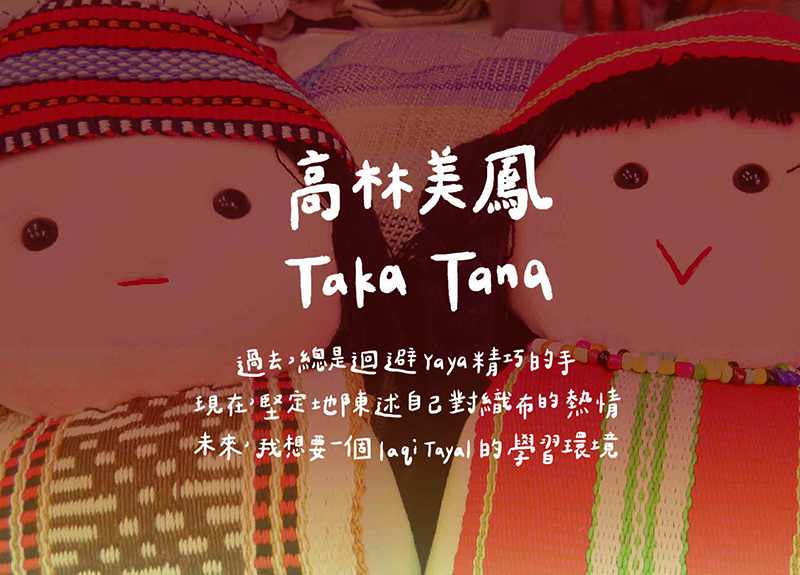 高林美鳳
Taka Tana
過去，總是迴避Yaya精巧的手
現在，堅定地陳述自己對織布的熱情
未來，我想要一個laqi Tayal的學習環境